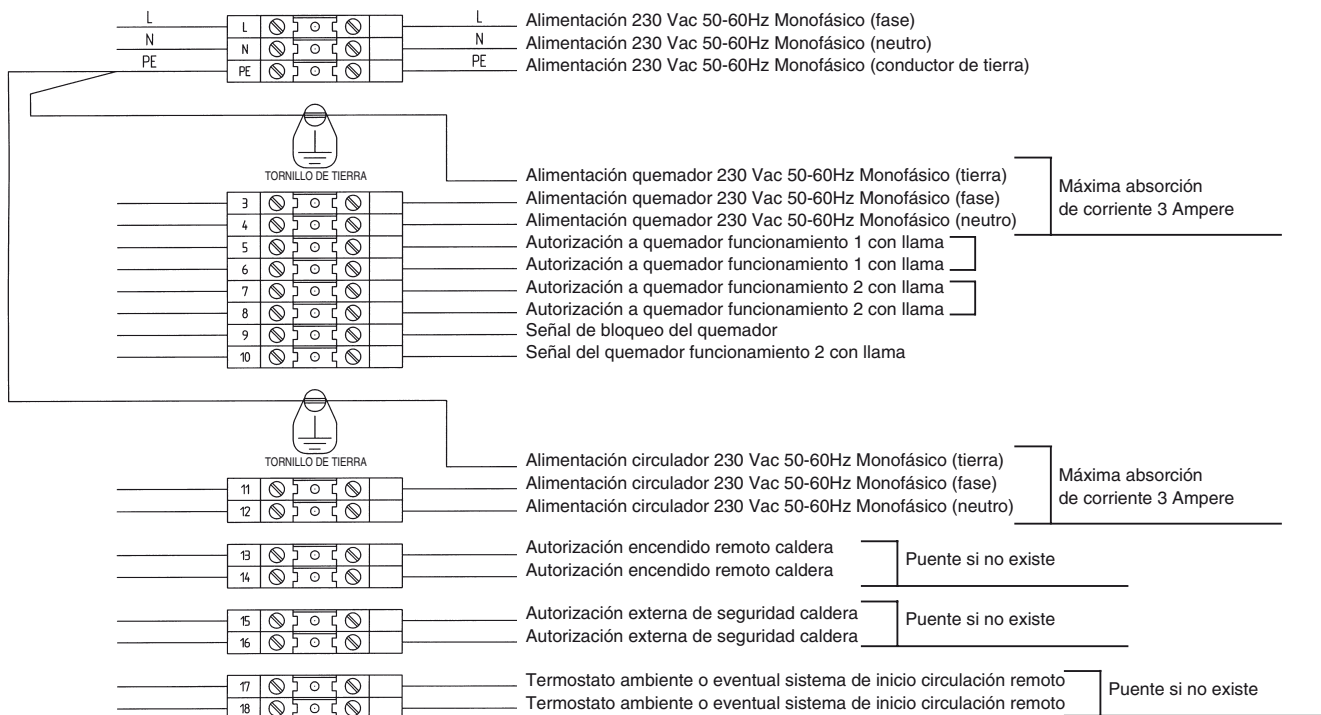 L L L Alimentación 230 Vac 50-60Hz Monofásico (fase)
N N N Alimentación 230 Vac 50-60Hz Monofásico (neutro)
PE PE PE Alimentación 230 Vac 50-60Hz Monofásico (conductor de tierra)
TORNILLO DE TIERRA
Alimentación quemador 230 Vac 50-60Hz Monofásico (tierra)
3 Alimentación quemador 230 Vac 50-60Hz Monofásico (fase)
4 Alimentación quemador 230 Vac 50-60Hz Monofásico (neutro)
Máxima absorción
de corriente 3 Ampere
5 Autorización a quemador funcionamiento 1 con llama
6 Autorización a quemador funcionamiento 1 con llama
7 Autorización a quemador funcionamiento 2 con llama
8 Autorización a quemador funcionamiento 2 con llama
9 Señal de bloqueo del quemador
10 Señal del quemador funcionamiento 2 con llama
TORNILLO DE TIERRA
Alimentación circulador 230 Vac 50-60Hz Monofásico (tierra)
11 Alimentación circulador 230 Vac 50-60Hz Monofásico (fase)
12 Alimentación circulador 230 Vac 50-60Hz Monofásico (neutro)
Máxima absorción
de corriente 3 Ampere
13 Autorización encendido remoto caldera
14 Autorización encendido remoto caldera
Puente si no existe
15 Autorización externa de seguridad caldera
16 Autorización externa de seguridad caldera
Puente si no existe
17 Termostato ambiente o eventual sistema de inicio circulación remoto
18 Termostato ambiente o eventual sistema de inicio circulación remoto
Puente si no existe